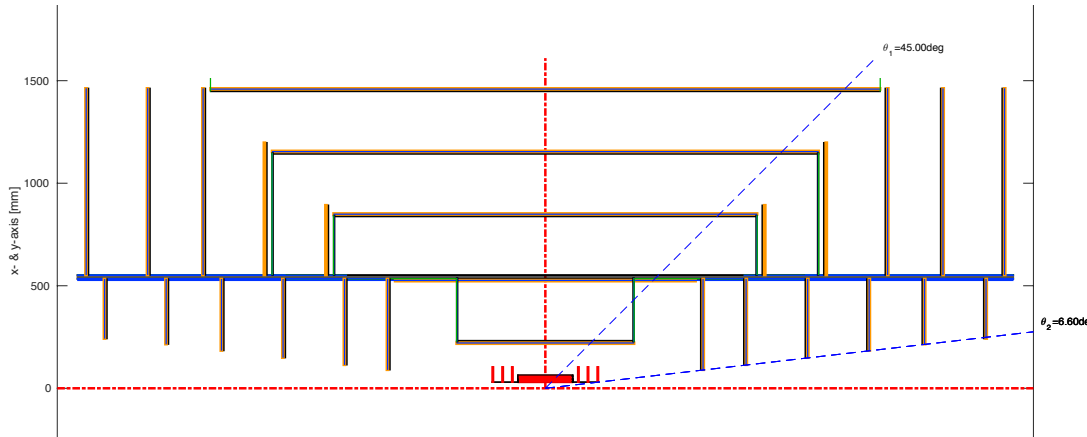 θ₁=45.00deg
1500
1000
x- & y-axis [mm]
500
θ₂=6.60de
0